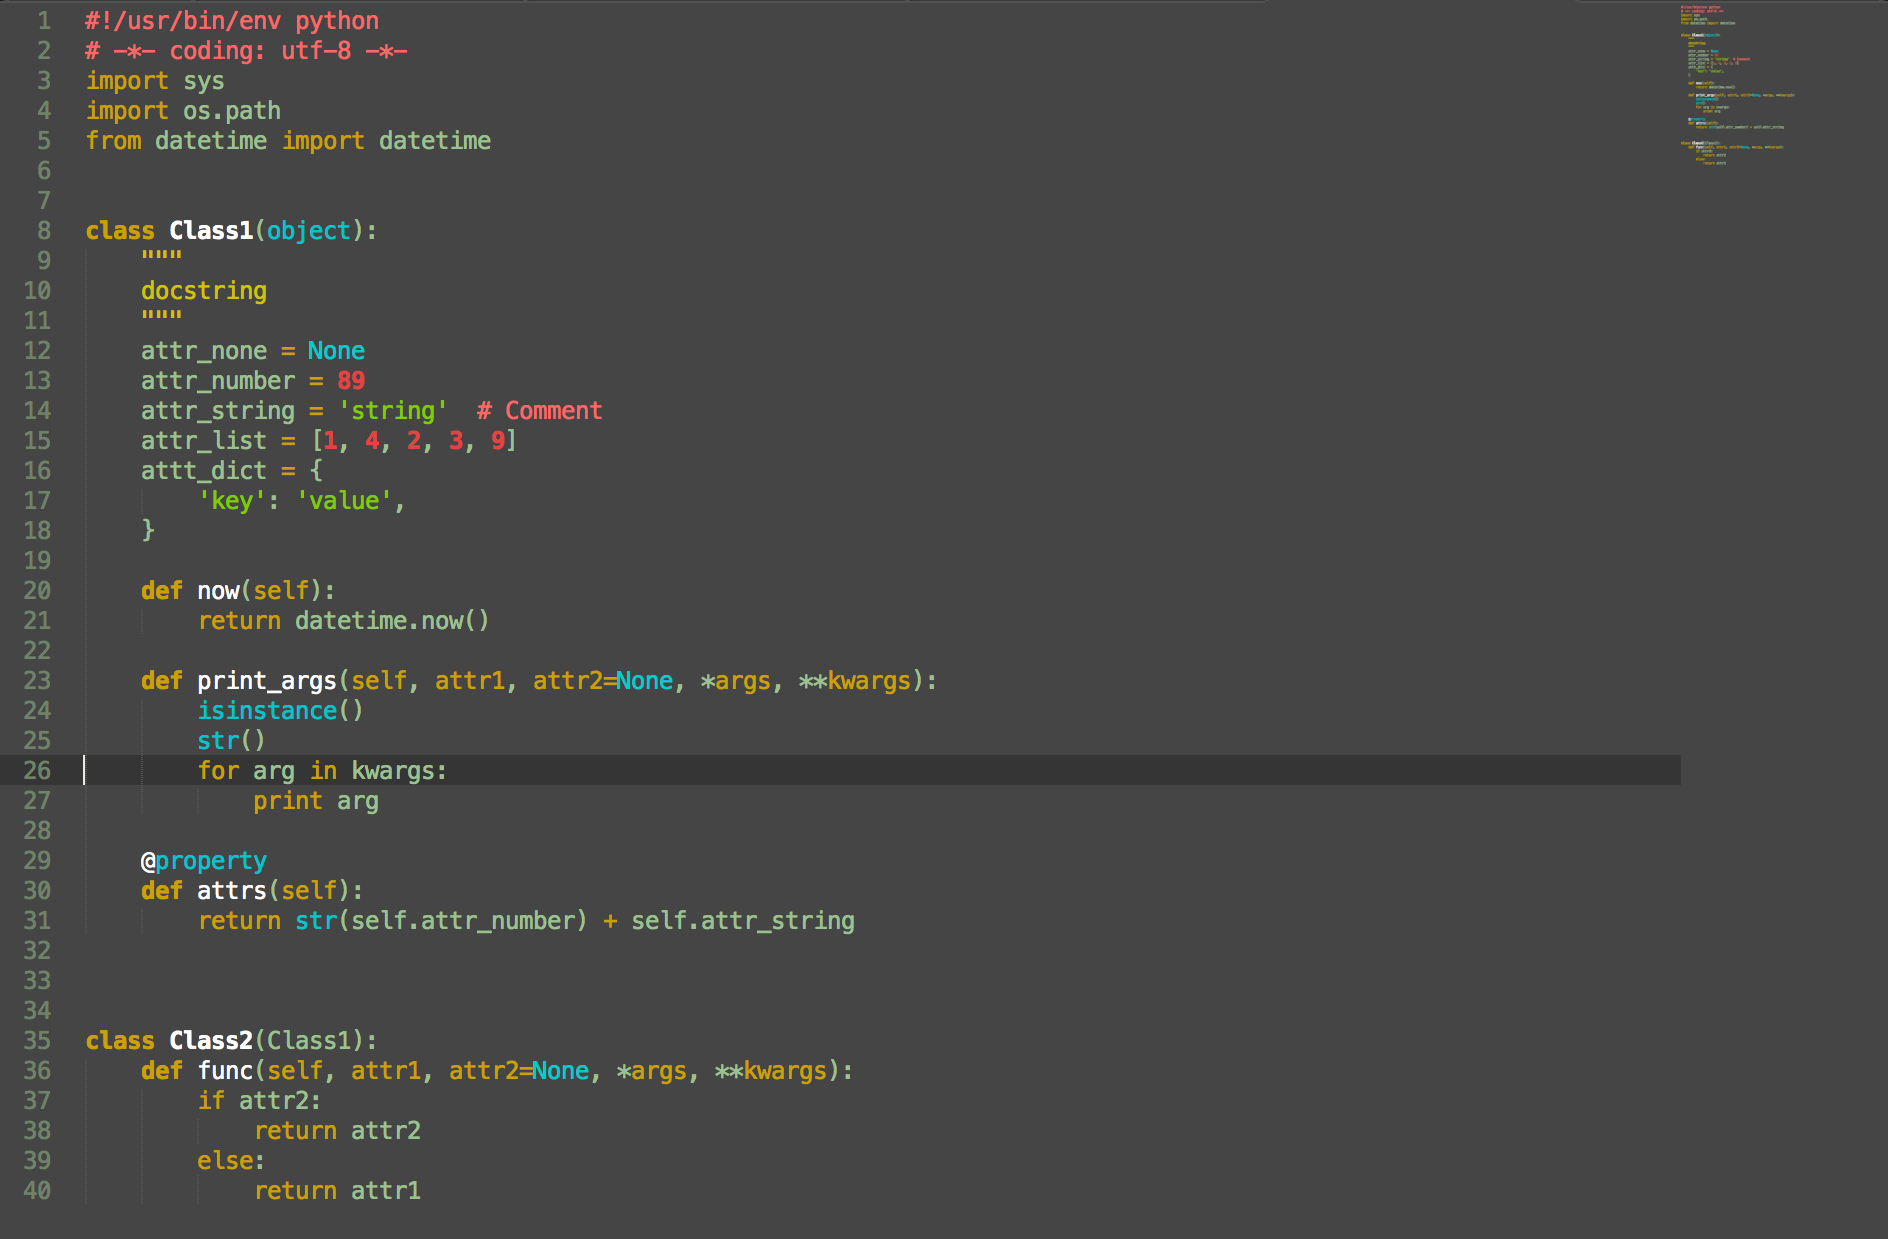 1 #!/usr/bin/env python
2 # -*- coding: utf-8 -*-
3 import sys
4 import os.path
5 from datetime import datetime
6
7
8 class Class1(object):
9     """
10     docstring
11     """
12     attr_none = None
13     attr_number = 89
14     attr_string = 'string'  # Comment
15     attr_list = [1, 4, 2, 3, 9]
16     attt_dict = {
17         'key': 'value',
18     }
19
20     def now(self):
21         return datetime.now()
22
23     def print_args(self, attr1, attr2=None, *args, **kwargs):
24         isinstance()
25         str()
26         for arg in kwargs:
27             print arg
28
29     @property
30     def attrs(self):
31         return str(self.attr_number) + self.attr_string
32
33
34
35 class Class2(Class1):
36     def func(self, attr1, attr2=None, *args, **kwargs):
37         if attr2:
38             return attr2
39         else:
40             return attr1